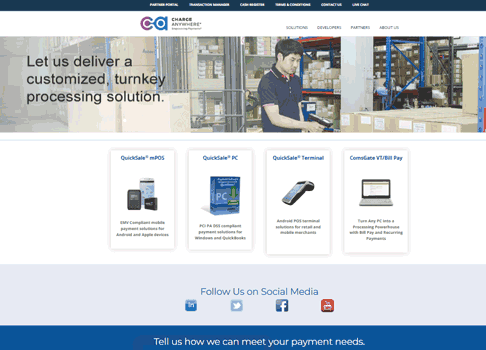 PARTNER PORTAL TRANSACTION MANAGER CASH REGISTER TERMS & CONDITIONS CONTACT US LIVE CHAT
CHARGE
ANYWHERE®
SOLUTIONS DEVELOPERS PARTNERS ABOUT US
Let us deliver a
customized, turnkey
processing solution.
QuickSale® mPOS
EMV Compliant mobile
payment solutions for
Android and Apple devices
QuickSale® PC
PC
PCI PA DSS compliant
payment solutions for
Windows and QuickBooks
QuickSale® Terminal
Android POS terminal
solutions for retail and
mobile merchants
ComsGate VT/Bill Pay
Turn Any PC into a
Processing Powerhouse
with Bill Pay and Recurring
Payments
Follow Us on Social Media
Tell us how we can meet your payment needs.